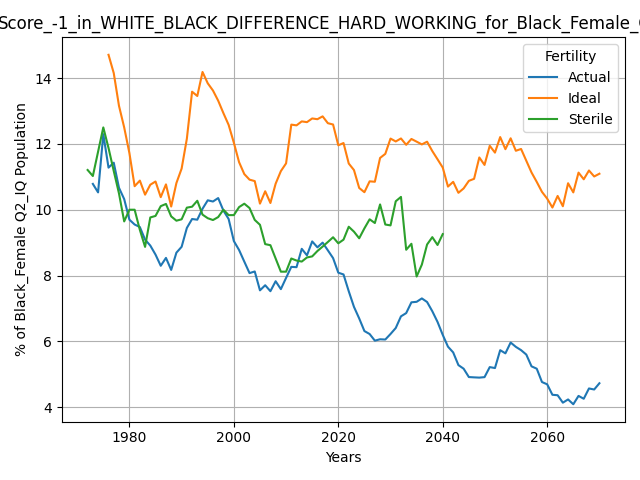 Score_-1_in_WHITE_BLACK_DIFFERENCE_HARD_WORKING_for_Black_Female_
Fertility
Actual
Ideal
Sterile
% of Black_Female Q2_IQ Population
14
12
10
8
6
4
1980 2000 2020 2040 2060
Years